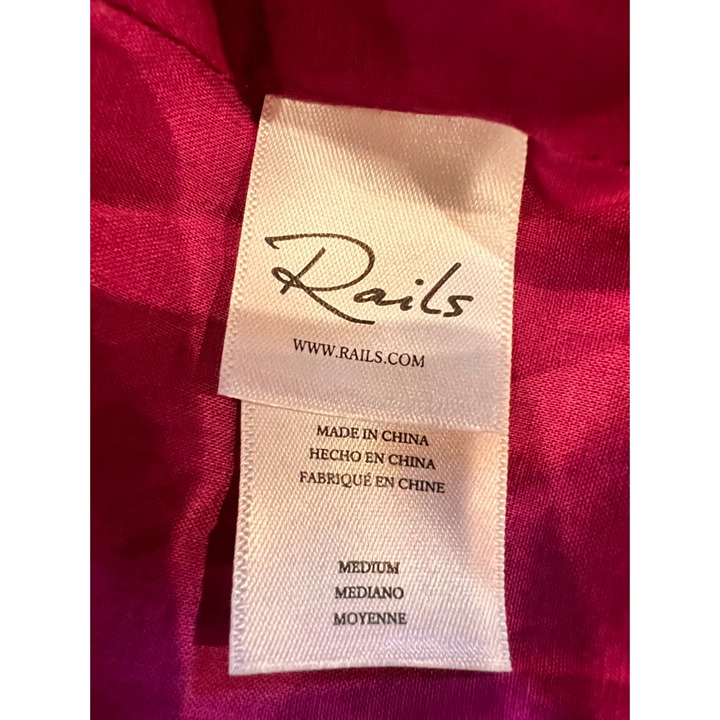 Rails
WWW.RAILS.COM
MADE IN CHINA
HECHO EN CHINA
FABRIQUÉ EN CHINE
MEDIUM
MEDIANO
MOYENNE